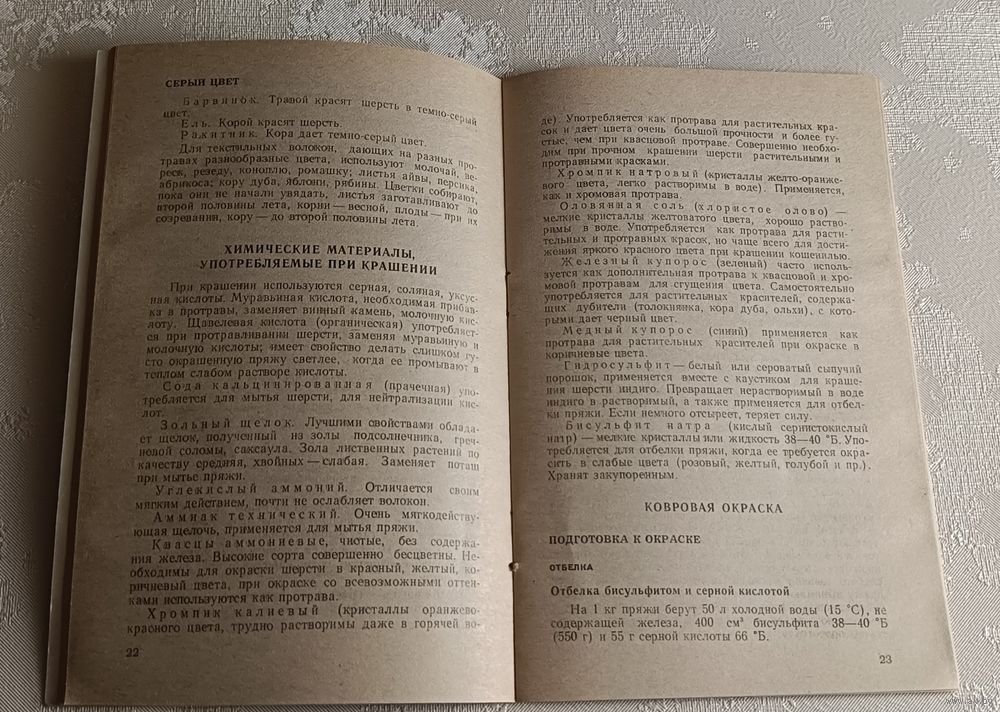 СЕРЫЙ ЦВЕТ
Барвинок. Травой красят шерсть в темно-серый
цвет.
Ель. Корой красят шерсть.
Ракитник. Кора дает темно-серый цвет.
Для текстильных волокон, дающих на разных про-
травах разнообразные цвета, используют молочай, ве-
реск, резеду, коноплю, ромашку; листья айвы, персика,
абрикоса; кору дуба, яблони, рябины. Цветки собирают,
пока они не начали увядать, листья заготавливают до
второй половины лета, корни — весной, плоды — при их
созревании, кору — до второй половины лета.
ХИМИЧЕСКИЕ МАТЕРИАЛЫ,
УПОТРЕБЛЯЕМЫЕ ПРИ КРАШЕНИИ
При крашении используются серная, соляная, уксус-
ная кислоты. Муравьиная кислота, необходимая прибав-
ка в протравы, заменяет винный камень, молочную кис-
лоту. Щавелевая кислота (органическая) употребляет-
ся при протравливании шерсти, заменяя муравьиную и
молочную кислоты; имеет свойство делать слишком гу-
сто окрашенную пряжу светлее, когда ее промывают в
теплом слабом растворе кислоты.
Сода кальцинированная (прачечная) упо-
требляется для мытья шерсти, для нейтрализации кис-
лот.
Зольный щелок. Лучшими свойствами облада-
ет щелок, полученный из золы подсолнечника, греч-
невой соломы, саксаула. Зола лиственных растений по
качеству средняя, хвойных — слабая. Заменяет поташ
при мытье пряжи.
Углекислый аммоний. Отличается своим
мягким действием, почти не ослабляет волокон.
Аммиак технический. Очень мягкодейству-
ющая щелочь, применяется для мытья пряжи.
Квасцы аммониевые, чистые, без содержа-
ния железа. Высокие сорта совершенно бесцветны. Не-
обходимы для окраски шерсти в красный, желтый, ко-
ричневый цвета, при окраске со всевозможными оттен-
ками используются как протрава.
Хромпик калиевый (кристаллы оранжево-
красного цвета, трудно растворимы даже в горячей во-
22
де). Употребляется как протрава для растительных кра-
сок и дает цвета очень большой прочности и более гу-
стые, чем при квасцовой протраве. Совершенно необхо-
дим при прочном крашении шерсти растительными и
протравными красками.
Хромпик натровый (кристаллы желто-оранже-
вого цвета, легко растворимы в воде). Применяется,
как и хромовая протрава.
Оловянная соль (хлористое олово) —
мелкие кристаллы желтоватого цвета, хорошо раство-
римы в воде. Употребляется как протрава для расти-
тельных и протравных красок, но чаще всего для дости-
жения яркого красного цвета при крашении кошенилью.
Железный купорос (зеленый) часто исполь-
зуется как дополнительная протрава к квасцовой и хро-
мовой протравам для сгущения цвета. Самостоятельно
употребляется для растительных красителей, содержа-
щих дубители (толокнянка, кора дуба, ольхи), с кото-
рыми дает черный цвет.
Медный купорос (синий) применяется как
протрава для растительных красителей при окраске в
коричневые цвета.
Гидросульфит — белый или сероватый сыпучий
порошок, применяется вместе с каустиком для краше-
ния шерсти индиго. Превращает нерастворимый в воде
индиго в растворимый, а также применяется для отбел-
ки пряжи. Если немного отсыреет, теряет силу.
Бисульфит натра (кислый сернистокислый
натр) — мелкие кристаллы или жидкость 38—40 °Б. Упо-
требляется для отбелки пряжи, когда ее требуется окра-
сить в слабые цвета (розовый, желтый, голубой и пр.).
Хранят закупоренным.
КОВРОВАЯ ОКРАСКА
ПОДГОТОВКА К ОКРАСКЕ
ОТБЕЛКА
Отбелка бисульфитом и серной кислотой
На 1 кг пряжи берут 50 л холодной воды (15 °С), не
содержащей железа, 400 см³ бисульфита 38—40 °Б
(550 г) и 55 г серной кислоты 66 °Б.
23